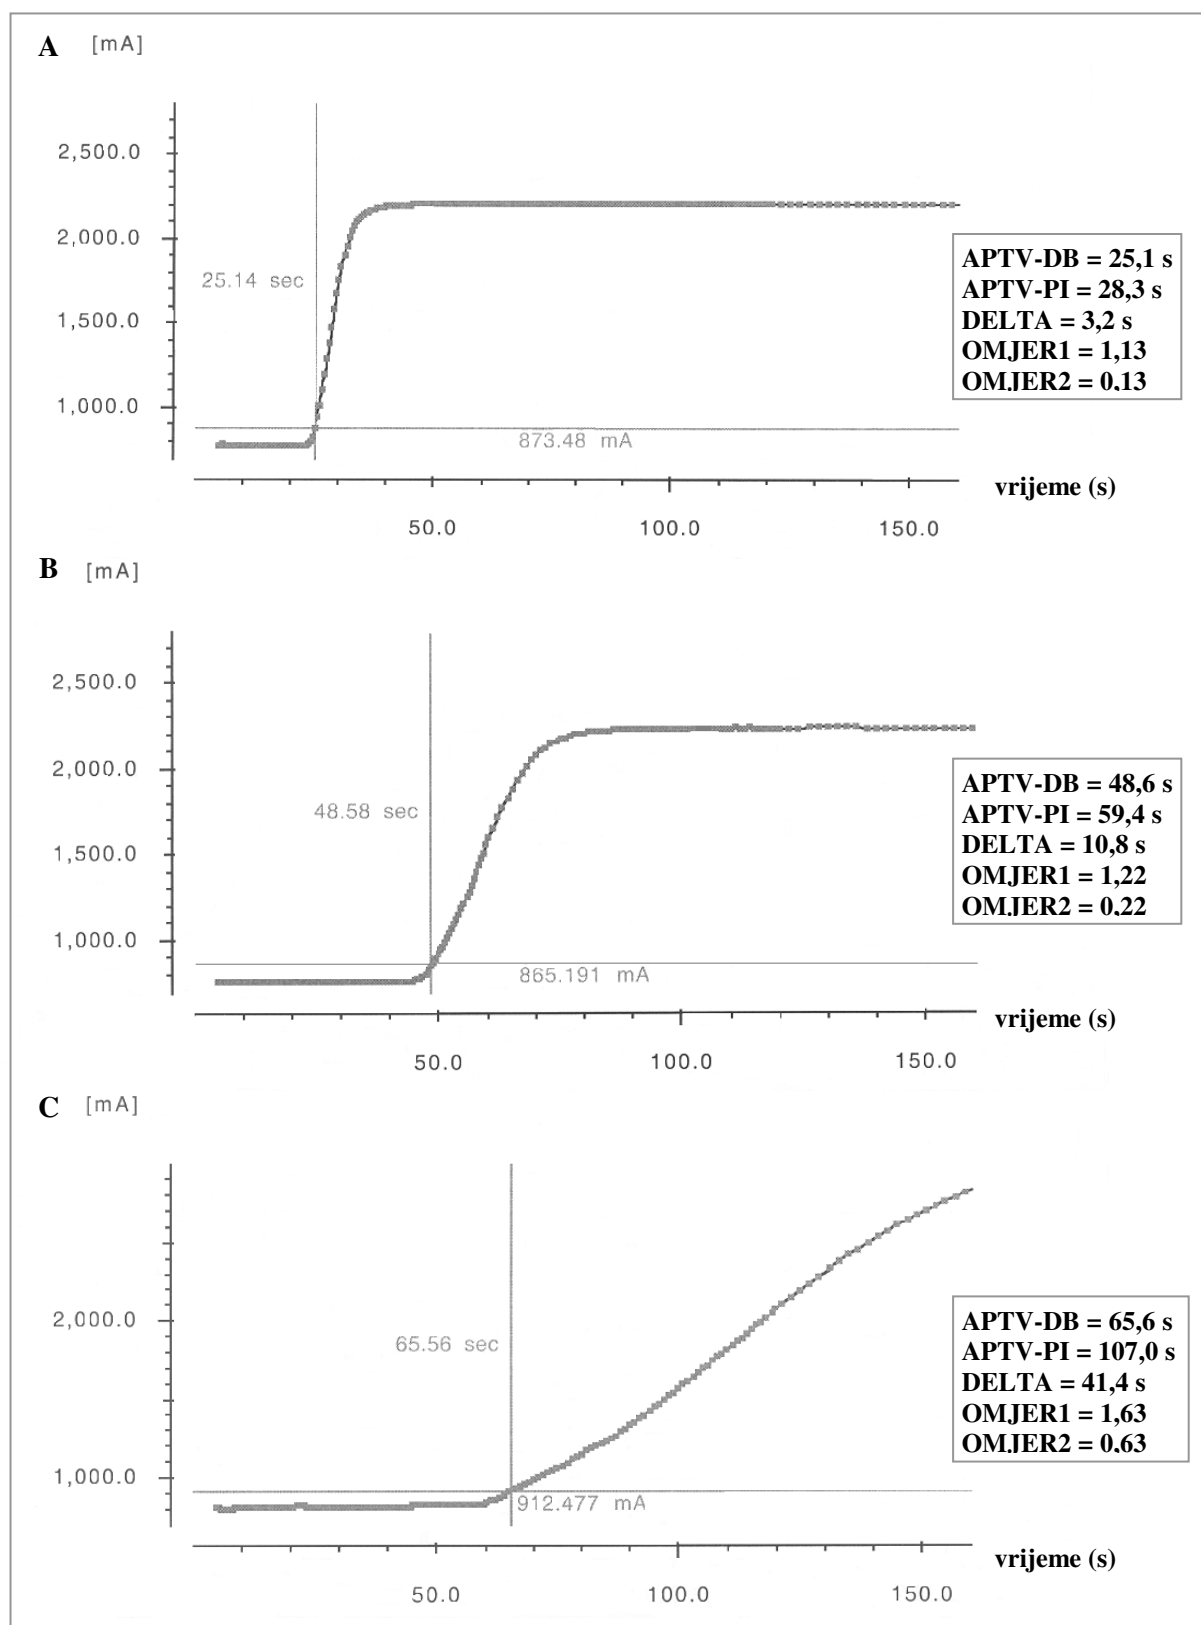 A [mA]
2,500.0
2,000.0
25.14 sec
1,500.0
1,000.0
873.48 mA
APTV-DB = 25,1 s
APTV-PI = 28,3 s
DELTA = 3,2 s
OMJER1 = 1,13
OMJER2 = 0,13
vrijeme (s)
50.0 100.0 150.0
B [mA]
2,500.0
2,000.0
48.58 sec
1,500.0
1,000.0
865.191 mA
APTV-DB = 48,6 s
APTV-PI = 59,4 s
DELTA = 10,8 s
OMJER1 = 1,22
OMJER2 = 0,22
vrijeme (s)
50.0 100.0 150.0
C [mA]
2,000.0
65.56 sec
1,000.0
912.477 mA
APTV-DB = 65,6 s
APTV-PI = 107,0 s
DELTA = 41,4 s
OMJER1 = 1,63
OMJER2 = 0,63
vrijeme (s)
50.0 100.0 150.0